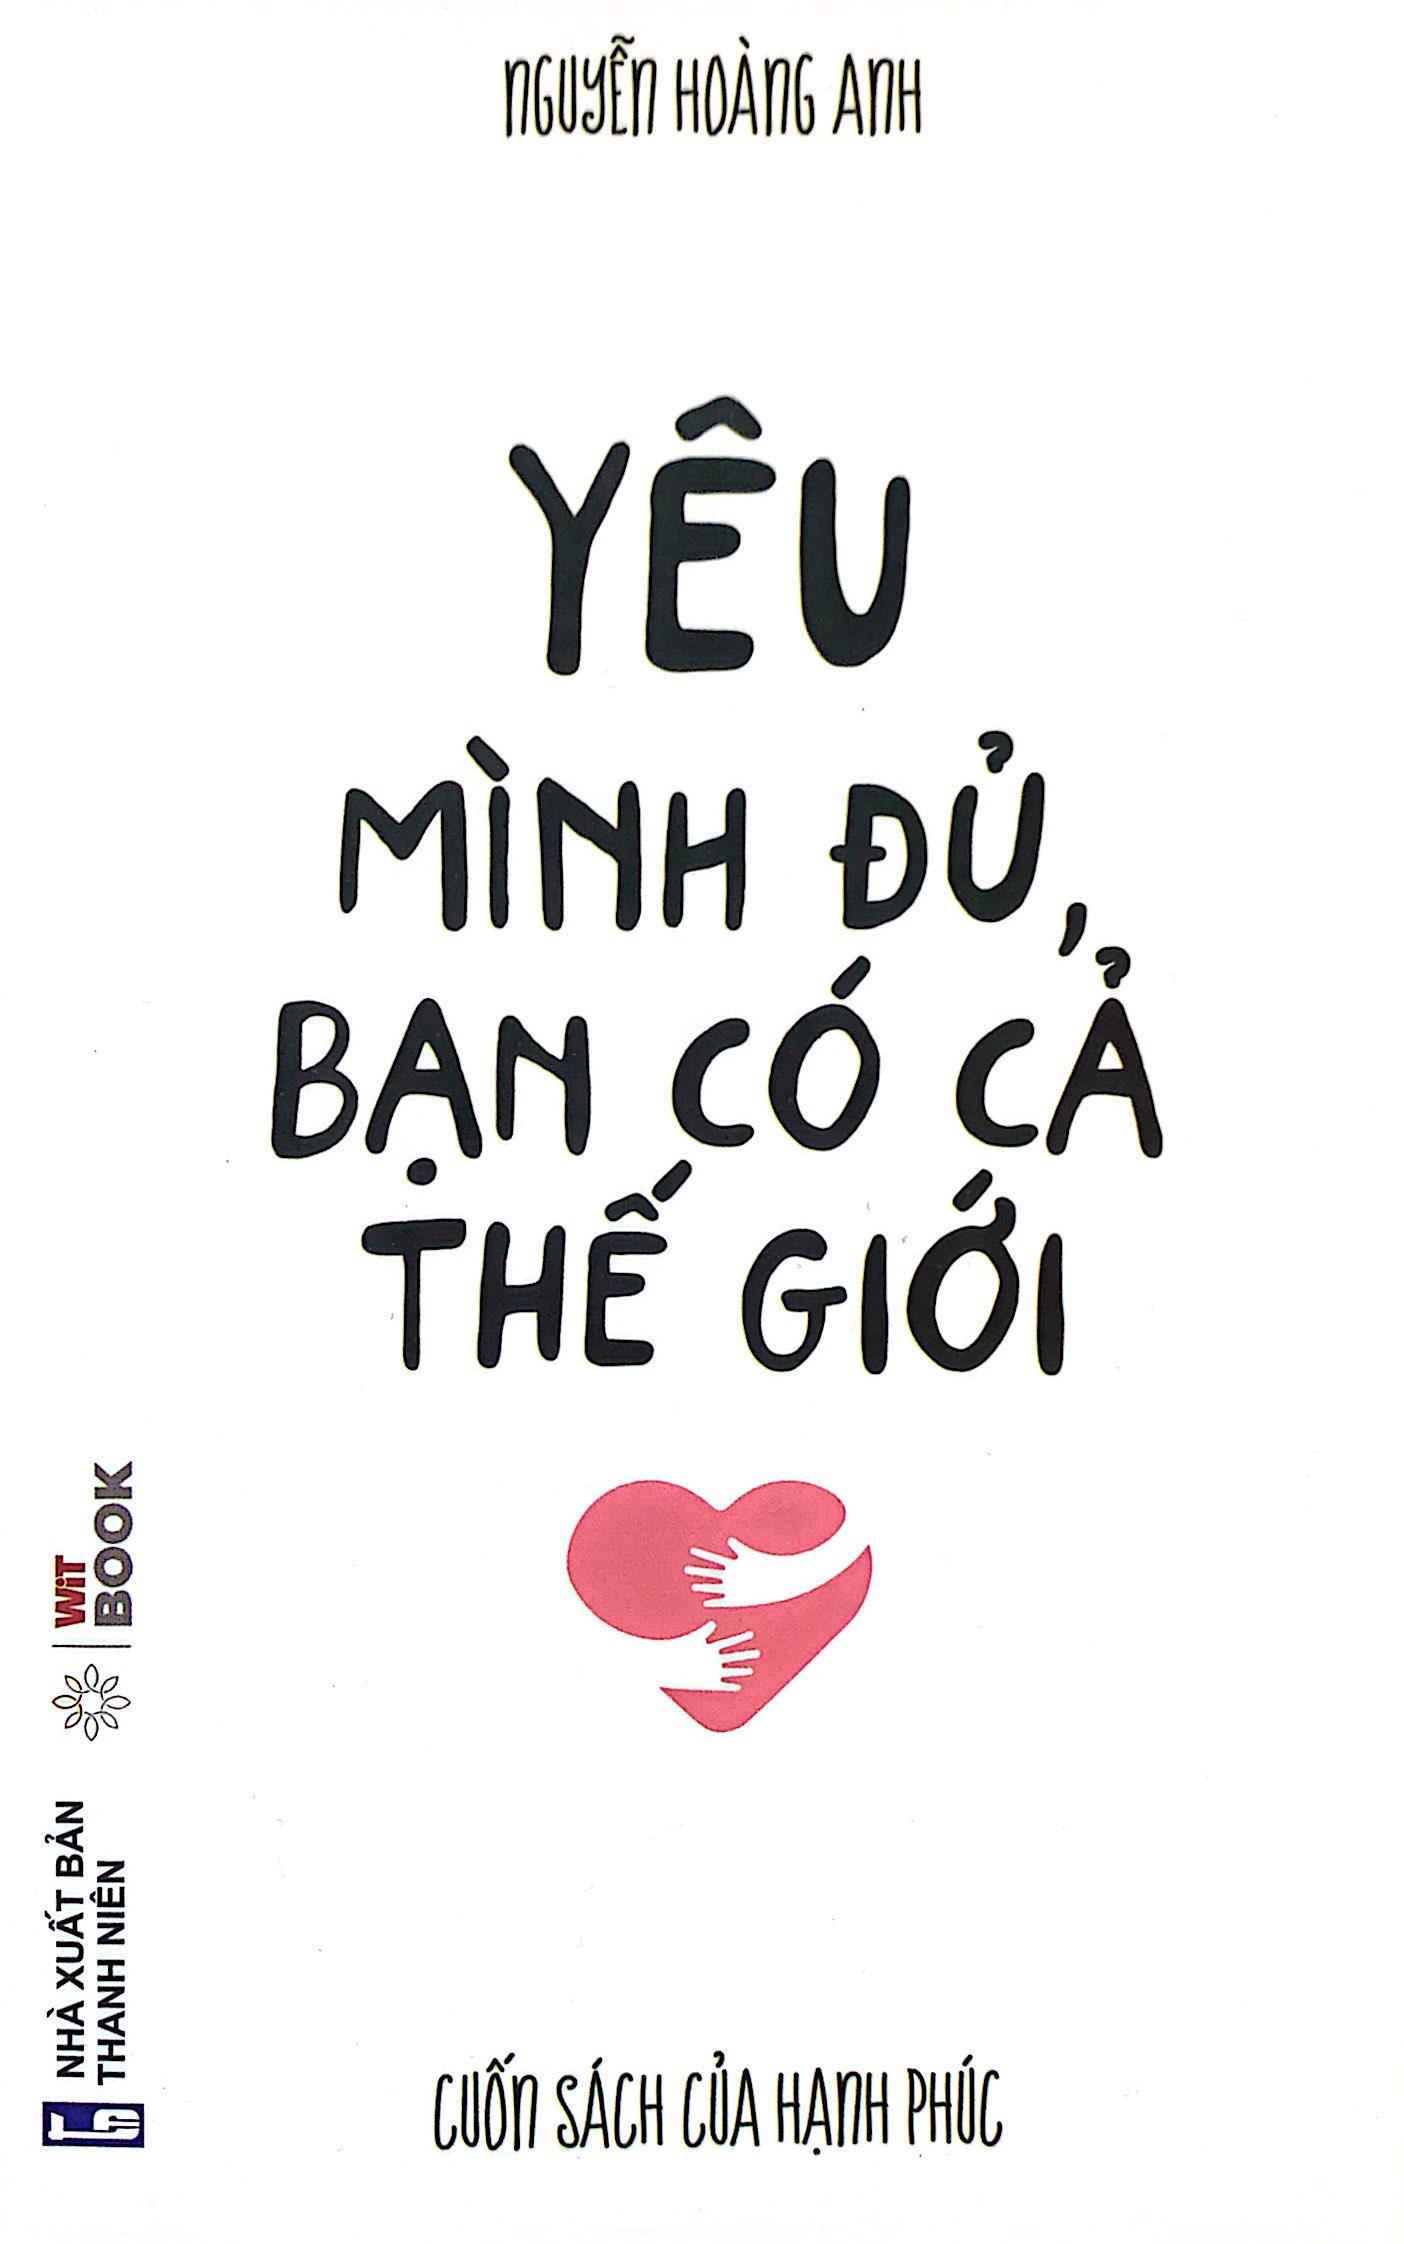 NGUYỄN HOÀNG ANH
YÊU
MÌNH ĐỦ,
BẠN CÓ CẢ
THẾ GIỚI
WiT
BOOK
NHÀ XUẤT BẢN
THANH NIÊN
CUỐN SÁCH CỦA HẠNH PHÚC